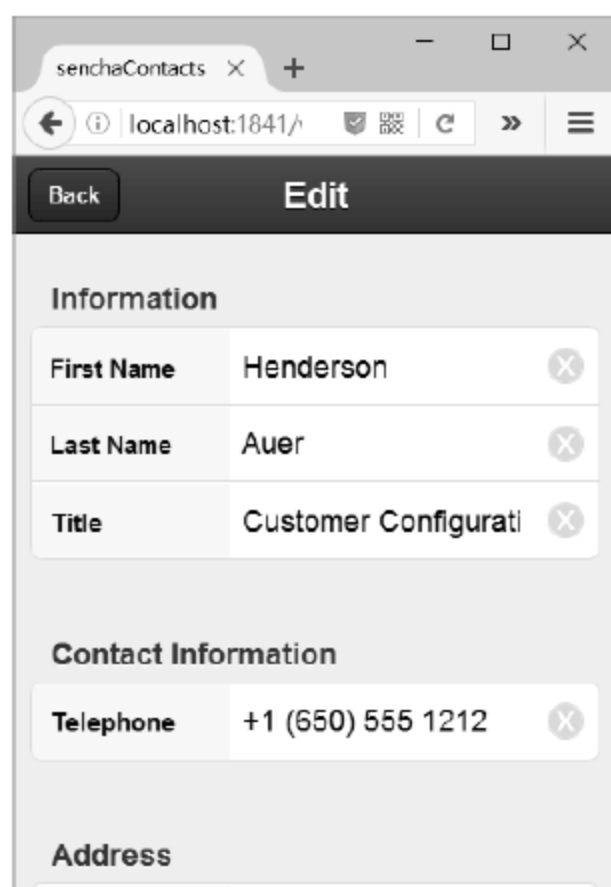 senchaContacts
localhost:1841/
Back
Edit
Information
First Name Henderson
Last Name Auer
Title Customer Configurati
Contact Information
Telephone +1 (650) 555 1212
Address